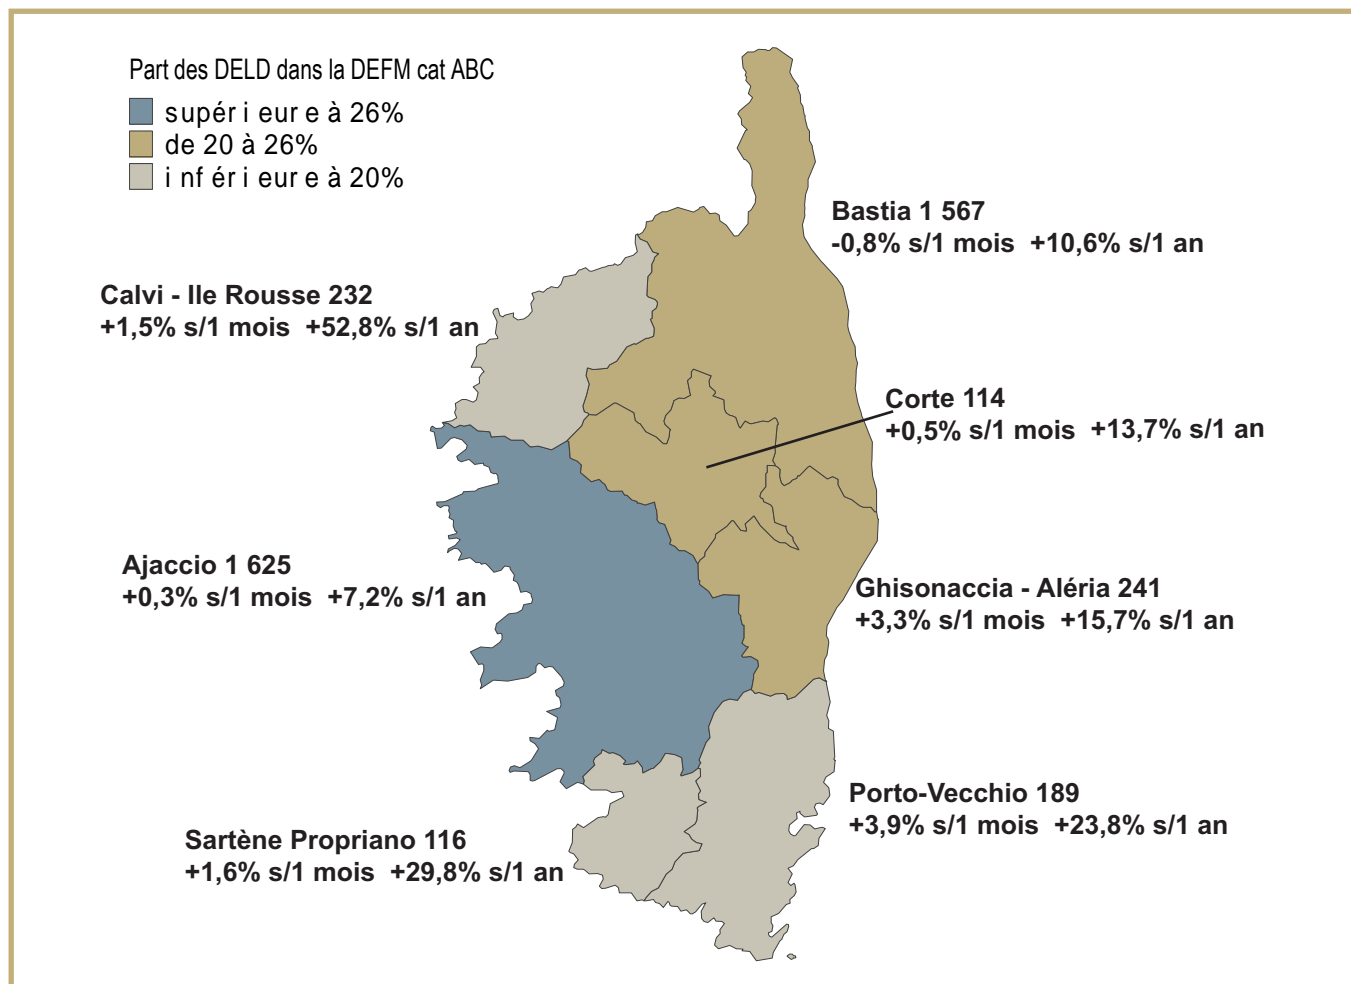 Part des DELD dans la DEFM cat ABC
supérieure à 26%
de 20 à 26%
inférieure à 20%
Bastia 1 567
-0,8% s/1 mois +10,6% s/1 an
Calvi - Ile Rousse 232
+1,5% s/1 mois +52,8% s/1 an
Corte 114
+0,5% s/1 mois +13,7% s/1 an
Ajaccio 1 625
+0,3% s/1 mois +7,2% s/1 an
Ghisonaccia - Aléria 241
+3,3% s/1 mois +15,7% s/1 an
Porto-Vecchio 189
+3,9% s/1 mois +23,8% s/1 an
Sartène Propriano 116
+1,6% s/1 mois +29,8% s/1 an